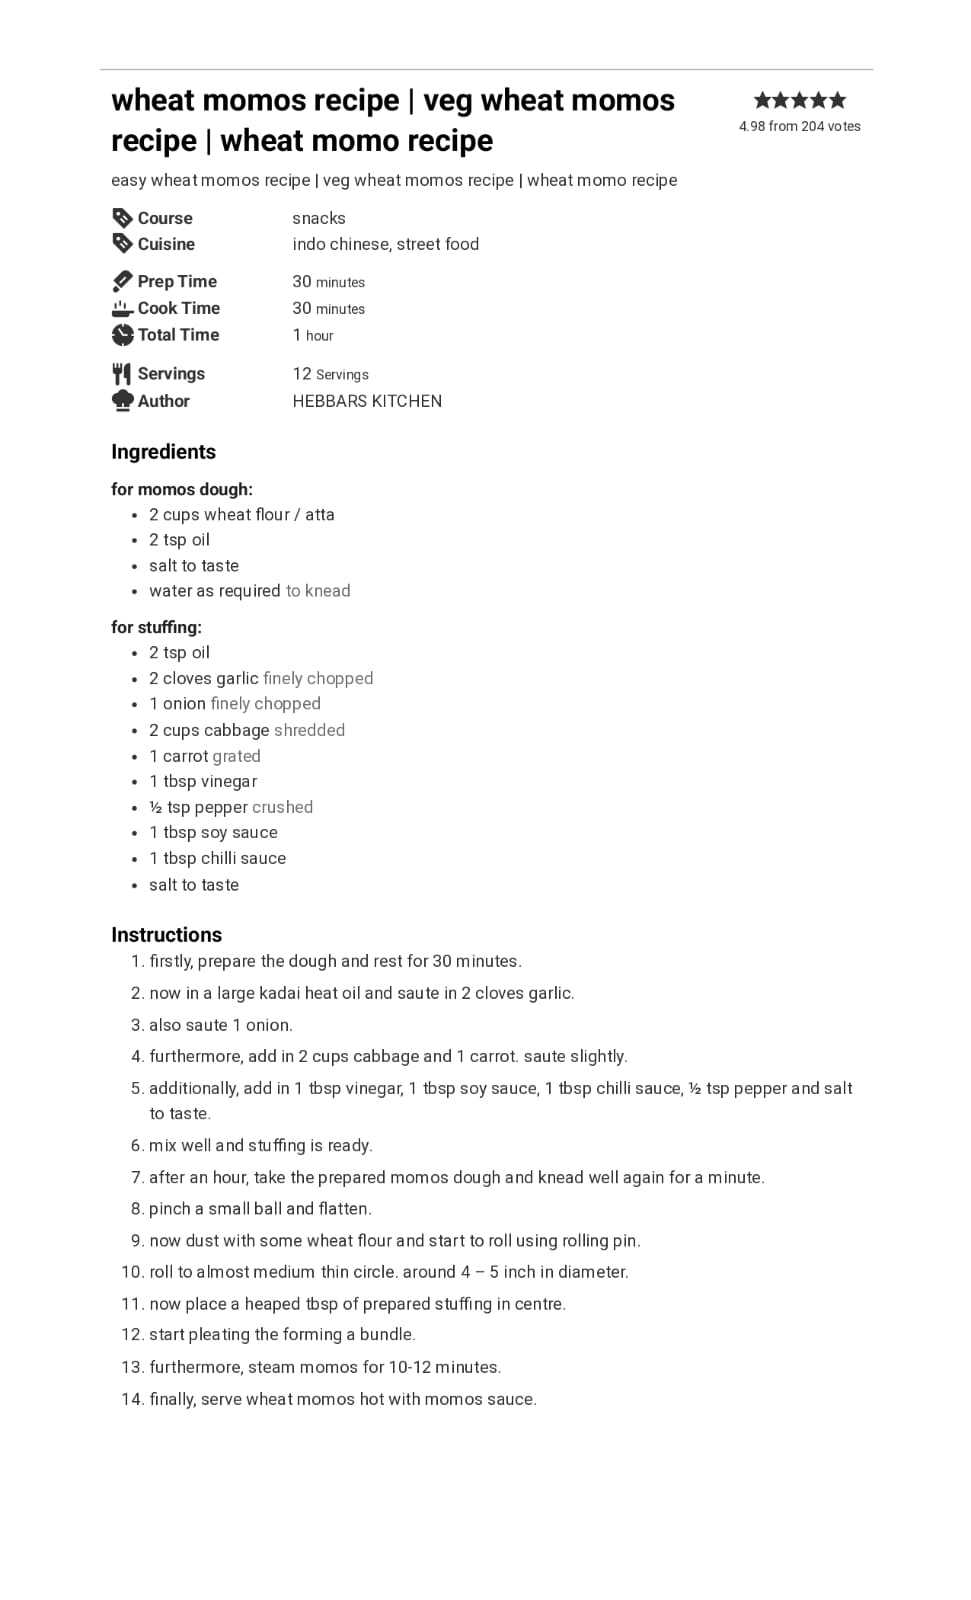 wheat momos recipe | veg wheat momos
recipe | wheat momo recipe
4.98 from 204 votes
easy wheat momos recipe | veg wheat momos recipe | wheat momo recipe
Course snacks
Cuisine indo chinese, street food
Prep Time 30 minutes
Cook Time 30 minutes
Total Time 1 hour
Servings 12 Servings
Author HEBBARS KITCHEN
Ingredients
for momos dough:
• 2 cups wheat flour / atta
• 2 tsp oil
• salt to taste
• water as required to knead
for stuffing:
• 2 tsp oil
• 2 cloves garlic finely chopped
• 1 onion finely chopped
• 2 cups cabbage shredded
• 1 carrot grated
• 1 tbsp vinegar
• ½ tsp pepper crushed
• 1 tbsp soy sauce
• 1 tbsp chilli sauce
• salt to taste
Instructions
1. firstly, prepare the dough and rest for 30 minutes.
2. now in a large kadai heat oil and saute in 2 cloves garlic.
3. also saute 1 onion.
4. furthermore, add in 2 cups cabbage and 1 carrot. saute slightly.
5. additionally, add in 1 tbsp vinegar, 1 tbsp soy sauce, 1 tbsp chilli sauce, ½ tsp pepper and salt
to taste.
6. mix well and stuffing is ready.
7. after an hour, take the prepared momos dough and knead well again for a minute.
8. pinch a small ball and flatten.
9. now dust with some wheat flour and start to roll using rolling pin.
10. roll to almost medium thin circle. around 4 – 5 inch in diameter.
11. now place a heaped tbsp of prepared stuffing in centre.
12. start pleating the forming a bundle.
13. furthermore, steam momos for 10-12 minutes.
14. finally, serve wheat momos hot with momos sauce.